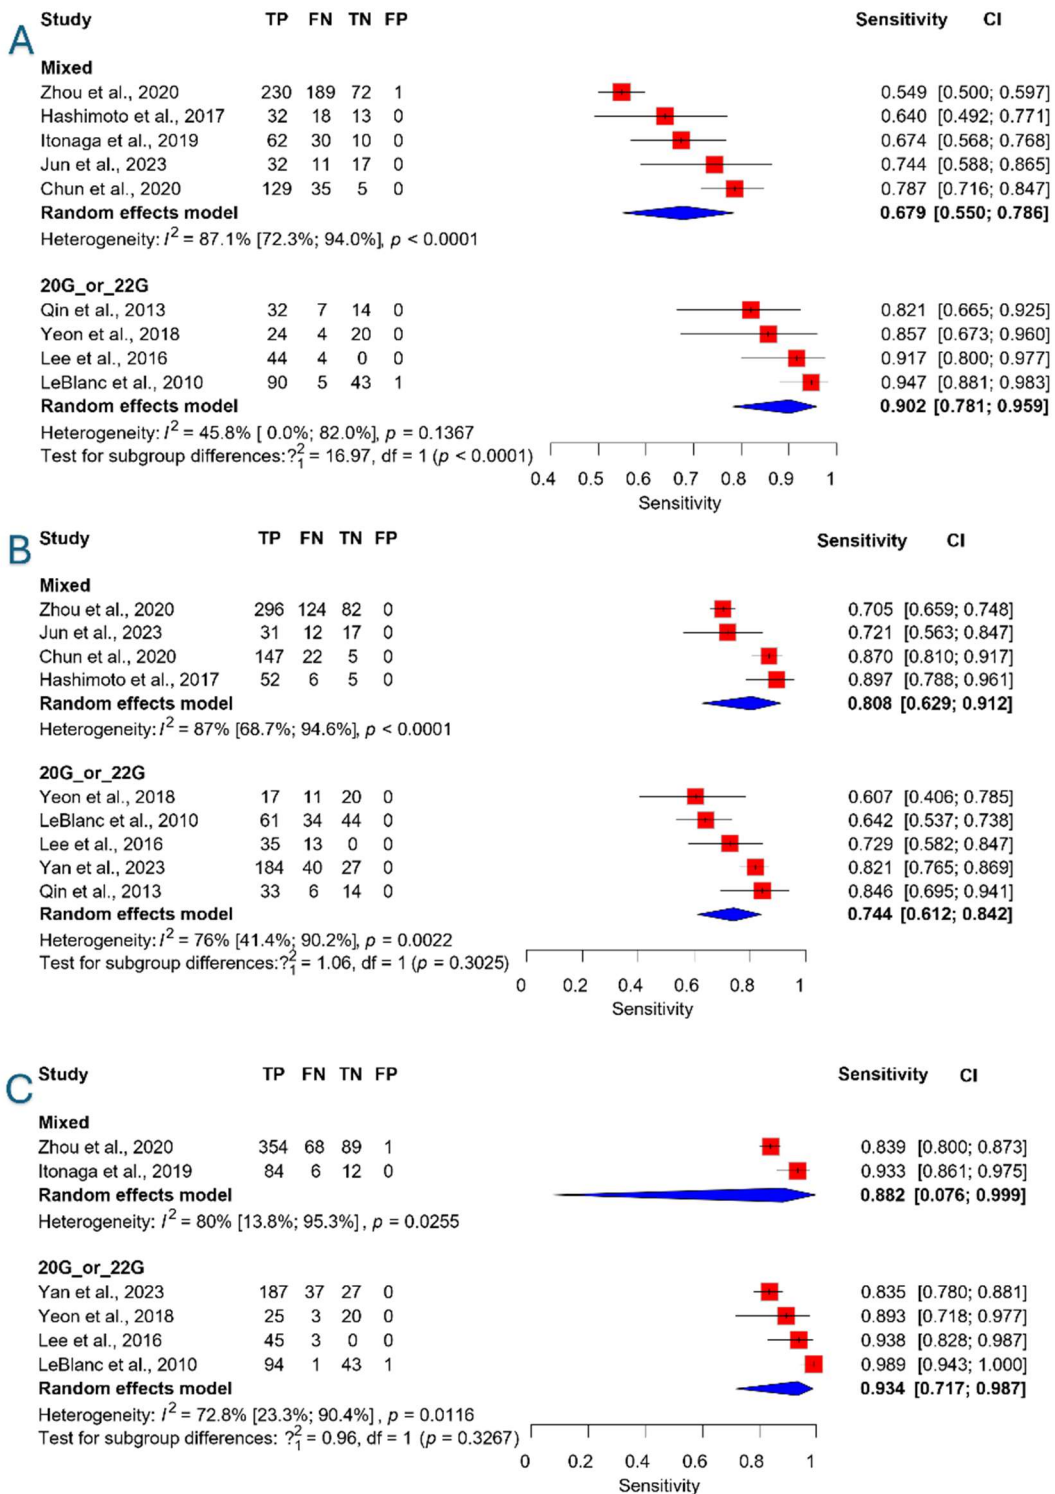 A
Study TP FN TN FP Sensitivity CI
Mixed
Zhou et al., 2020 230 189 72 1 0.549 [0.500; 0.597]
Hashimoto et al., 2017 32 18 13 0 0.640 [0.492; 0.771]
Itonaga et al., 2019 62 30 10 0 0.674 [0.568; 0.768]
Jun et al., 2023 32 11 17 0 0.744 [0.588; 0.865]
Chun et al., 2020 129 35 5 0 0.787 [0.716; 0.847]
Random effects model 0.679 [0.550; 0.786]
Heterogeneity: I² = 87.1% [72.3%; 94.0%], p < 0.0001
20G_or_22G
Qin et al., 2013 32 7 14 0 0.821 [0.665; 0.925]
Yeon et al., 2018 24 4 20 0 0.857 [0.673; 0.960]
Lee et al., 2016 44 4 0 0 0.917 [0.800; 0.977]
LeBlanc et al., 2010 90 5 43 1 0.947 [0.881; 0.983]
Random effects model 0.902 [0.781; 0.959]
Heterogeneity: I² = 45.8% [ 0.0%; 82.0%], p = 0.1367
Test for subgroup differences: ?²₁ = 16.97, df = 1 (p < 0.0001)
0.4 0.5 0.6 0.7 0.8 0.9 1
Sensitivity
B
Study TP FN TN FP Sensitivity CI
Mixed
Zhou et al., 2020 296 124 82 0 0.705 [0.659; 0.748]
Jun et al., 2023 31 12 17 0 0.721 [0.563; 0.847]
Chun et al., 2020 147 22 5 0 0.870 [0.810; 0.917]
Hashimoto et al., 2017 52 6 5 0 0.897 [0.788; 0.961]
Random effects model 0.808 [0.629; 0.912]
Heterogeneity: I² = 87% [68.7%; 94.6%], p < 0.0001
20G_or_22G
Yeon et al., 2018 17 11 20 0 0.607 [0.406; 0.785]
LeBlanc et al., 2010 61 34 44 0 0.642 [0.537; 0.738]
Lee et al., 2016 35 13 0 0 0.729 [0.582; 0.847]
Yan et al., 2023 184 40 27 0 0.821 [0.765; 0.869]
Qin et al., 2013 33 6 14 0 0.846 [0.695; 0.941]
Random effects model 0.744 [0.612; 0.842]
Heterogeneity: I² = 76% [41.4%; 90.2%], p = 0.0022
Test for subgroup differences: ?²₁ = 1.06, df = 1 (p = 0.3025)
0 0.2 0.4 0.6 0.8 1
Sensitivity
C
Study TP FN TN FP Sensitivity CI
Mixed
Zhou et al., 2020 354 68 89 1 0.839 [0.800; 0.873]
Itonaga et al., 2019 84 6 12 0 0.933 [0.861; 0.975]
Random effects model 0.882 [0.076; 0.999]
Heterogeneity: I² = 80% [13.8%; 95.3%], p = 0.0255
20G_or_22G
Yan et al., 2023 187 37 27 0 0.835 [0.780; 0.881]
Yeon et al., 2018 25 3 20 0 0.893 [0.718; 0.977]
Lee et al., 2016 45 3 0 0 0.938 [0.828; 0.987]
LeBlanc et al., 2010 94 1 43 1 0.989 [0.943; 1.000]
Random effects model 0.934 [0.717; 0.987]
Heterogeneity: I² = 72.8% [23.3%; 90.4%], p = 0.0116
Test for subgroup differences: ?²₁ = 0.96, df = 1 (p = 0.3267)
0 0.2 0.4 0.6 0.8 1
Sensitivity